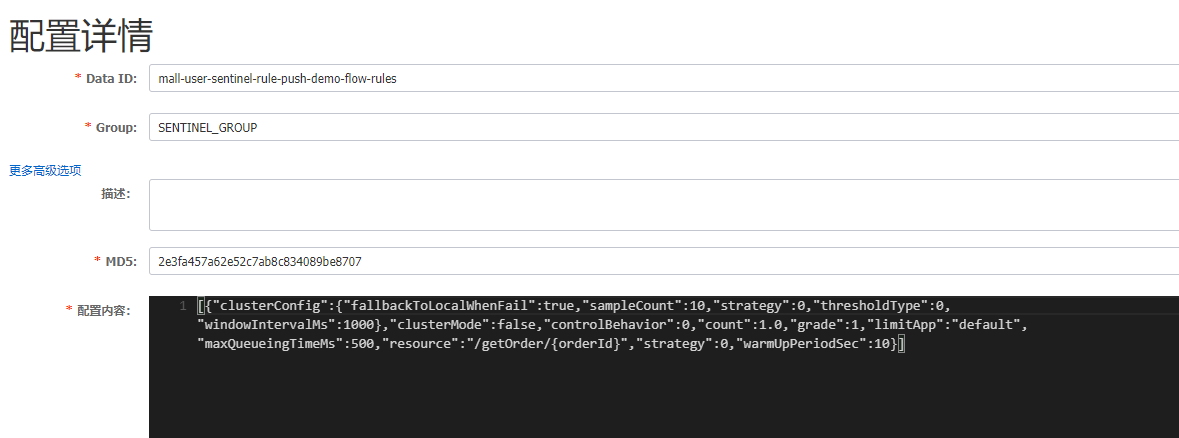 配置详情
* Data ID: mall-user-sentinel-rule-push-demo-flow-rules
* Group: SENTINEL_GROUP
更多高级选项
描述:
* MD5: 2e3fa457a62e52c7ab8c834089be8707
* 配置内容: 1 [{"clusterConfig":{"fallbackToLocalWhenFail":true,"sampleCount":10,"strategy":0,"thresholdType":0,
"windowIntervalMs":1000},"clusterMode":false,"controlBehavior":0,"count":1.0,"grade":1,"limitApp":"default",
"maxQueueingTimeMs":500,"resource":"/getOrder/{orderId}","strategy":0,"warmUpPeriodSec":10}]